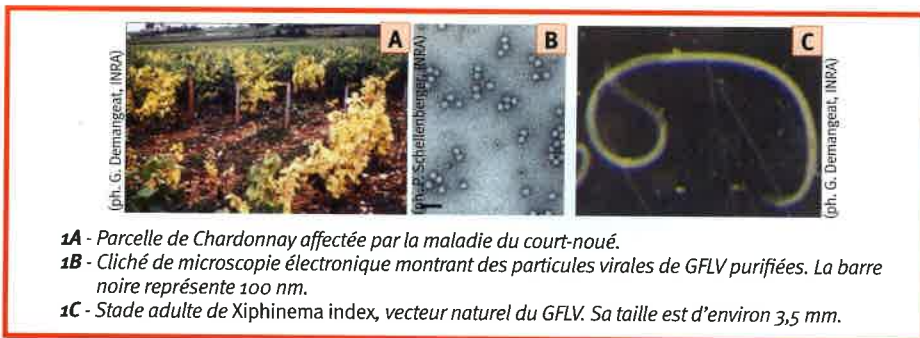 A
B
C
(ph. G. Demangeat, INRA)
(ph. P. Schellenberger, INRA)
(ph. G. Demangeat, INRA)
1A - Parcelle de Chardonnay affectée par la maladie du court-noué.
1B - Cliché de microscopie électronique montrant des particules virales de GFLV purifiées. La barre
noire représente 100 nm.
1C - Stade adulte de Xiphinema index, vecteur naturel du GFLV. Sa taille est d'environ 3,5 mm.